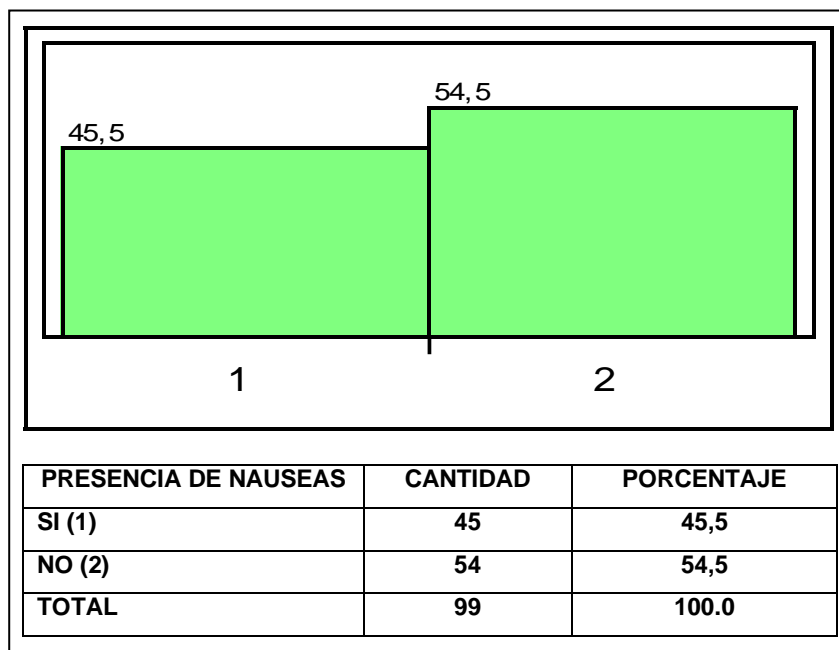 54,5
45,5
1 2
PRESENCIA DE NAUSEAS CANTIDAD PORCENTAJE
SI (1) 45 45,5
NO (2) 54 54,5
TOTAL 99 100.0